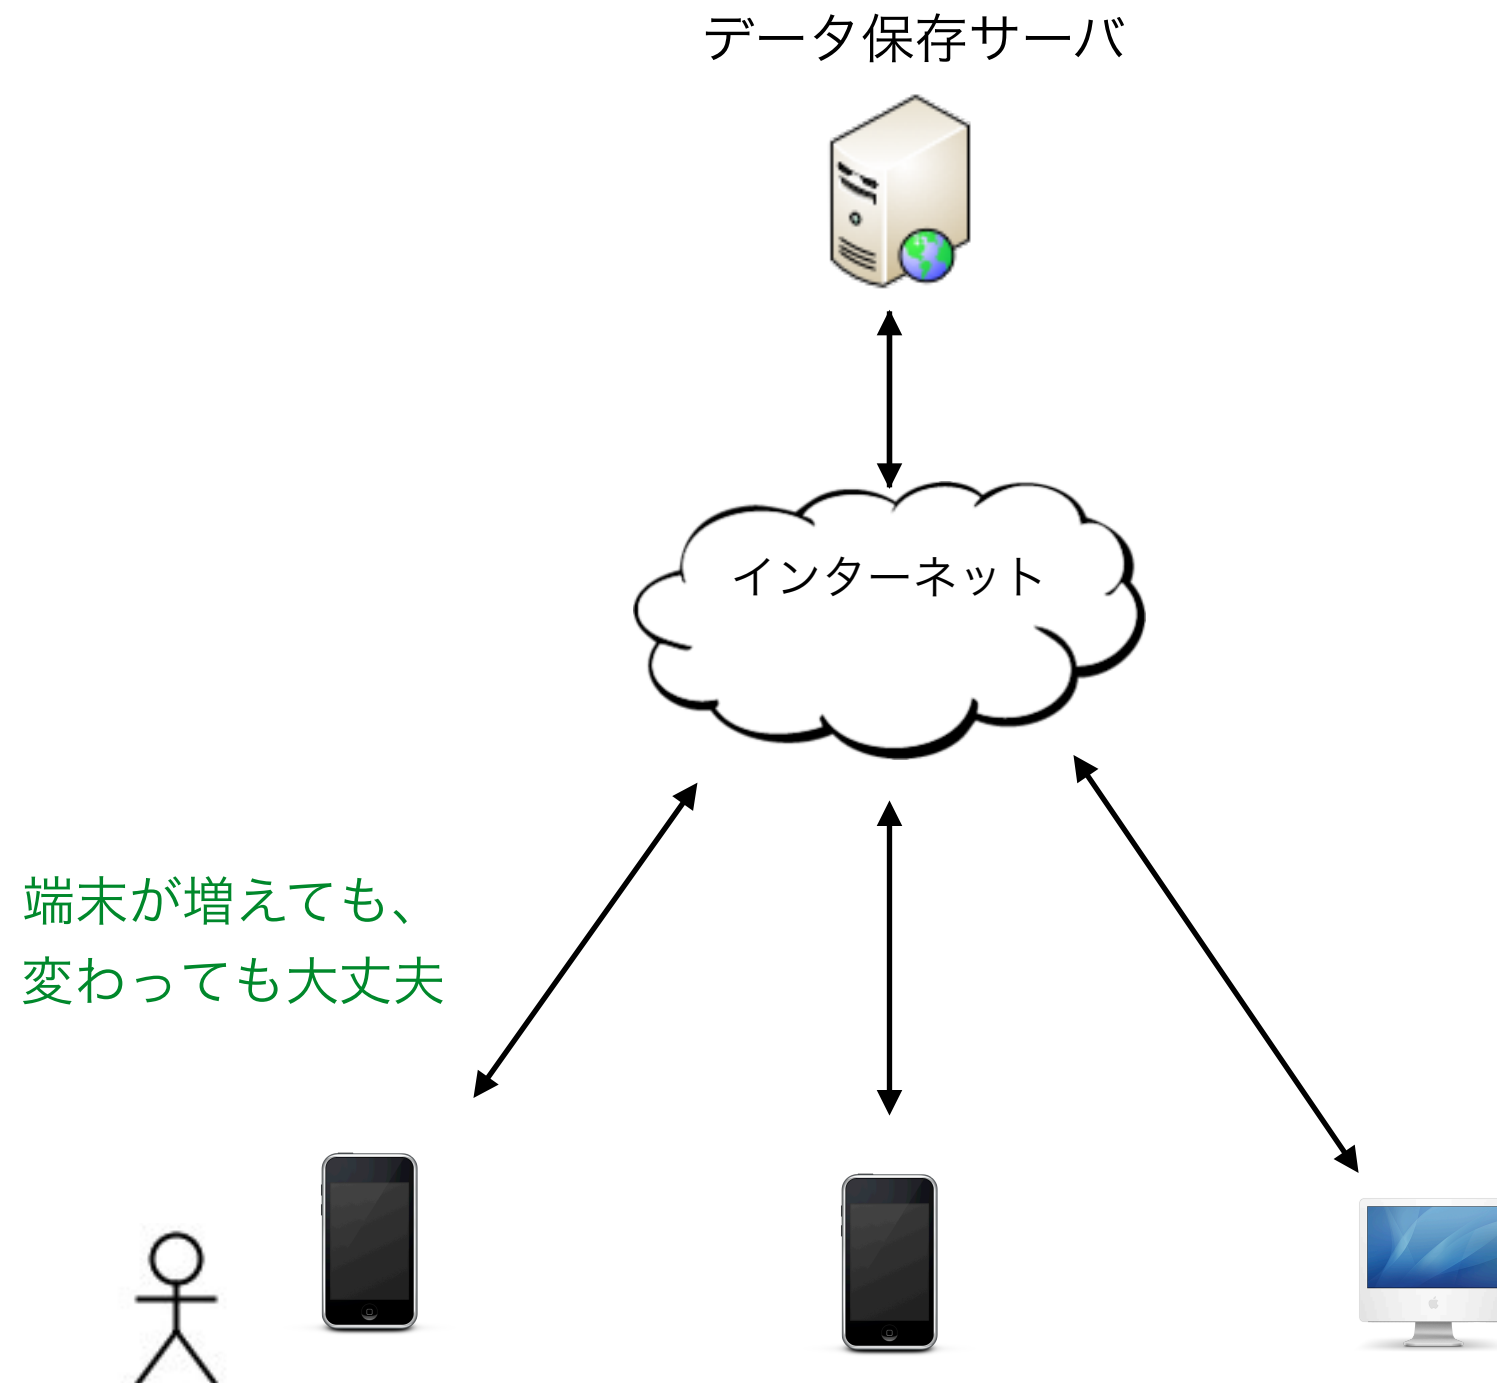 データ保存サーバ
インターネット
端末が増えても、
変わっても大丈夫